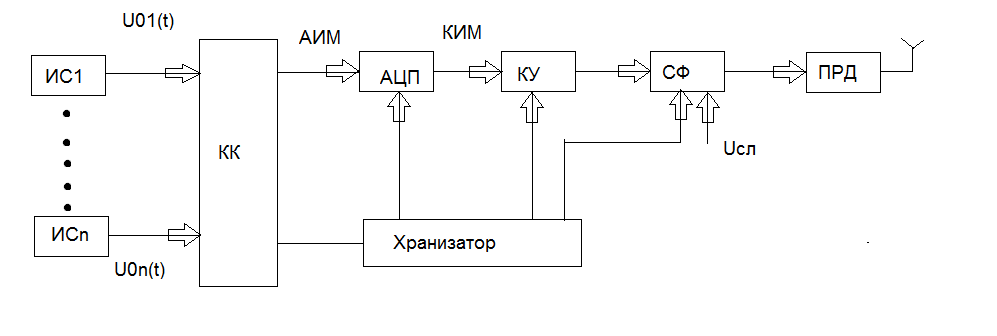 U01(t)
АИМ
КИМ
ИС1
АЦП
КУ
СФ
ПРД
КК
Uсл
ИСn
Хранизатор
U0n(t)